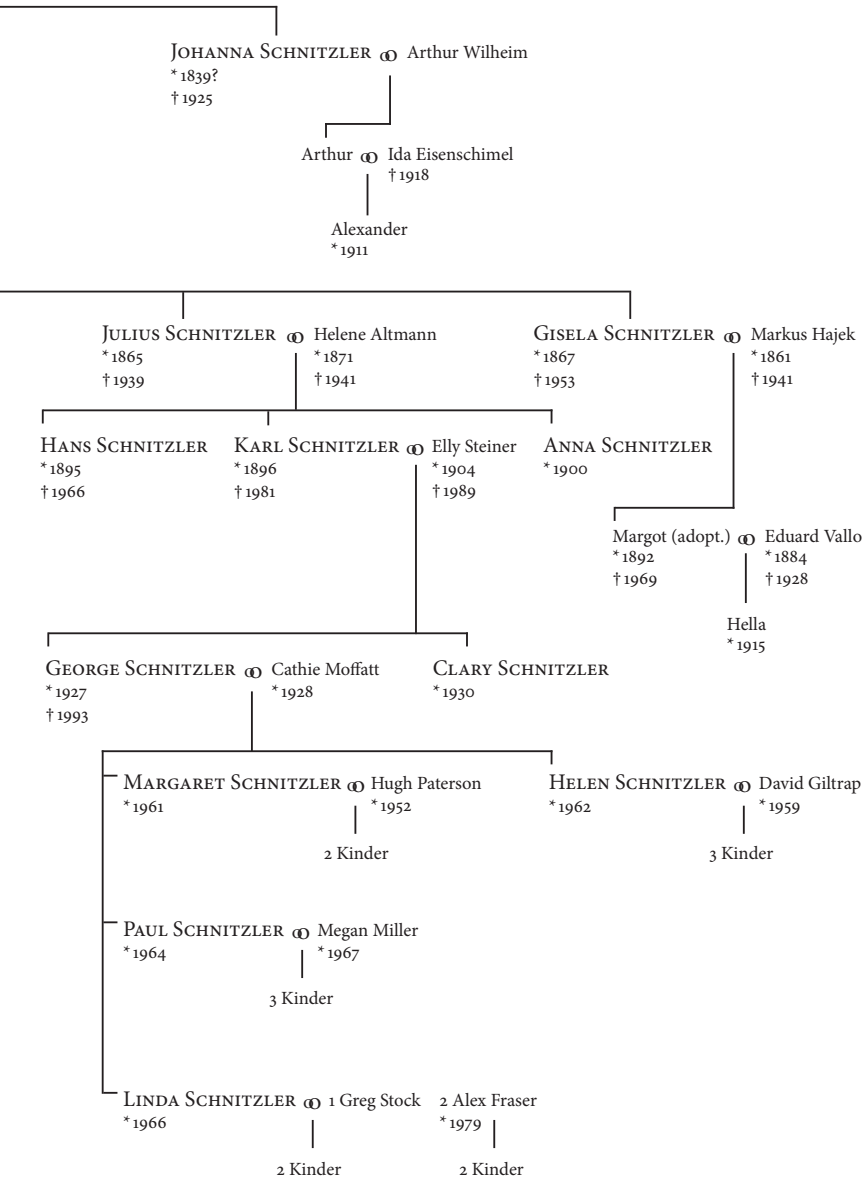 JOHANNA SCHNITZLER ⚭ Arthur Wilheim
*1839?
†1925
Arthur ⚭ Ida Eisenschimel
†1918
Alexander
*1911
JULIUS SCHNITZLER ⚭ Helene Altmann GISELA SCHNITZLER ⚭ Markus Hajek
*1865 *1871 *1867 *1861
†1939 †1941 †1953 †1941
HANS SCHNITZLER KARL SCHNITZLER ⚭ Elly Steiner ANNA SCHNITZLER
*1895 *1896 *1904 *1900
†1966 †1981 †1989
Margot (adopt.) ⚭ Eduard Vallo
*1892 *1884
†1969 †1928
Hella
*1915
GEORGE SCHNITZLER ⚭ Cathie Moffatt CLARY SCHNITZLER
*1927 *1928 *1930
†1993
MARGARET SCHNITZLER ⚭ Hugh Paterson HELEN SCHNITZLER ⚭ David Giltrap
*1961 *1952 *1962 *1959
2 Kinder 3 Kinder
PAUL SCHNITZLER ⚭ Megan Miller
*1964 *1967
3 Kinder
LINDA SCHNITZLER ⚭ 1 Greg Stock 2 Alex Fraser
*1966 *1979
2 Kinder 2 Kinder